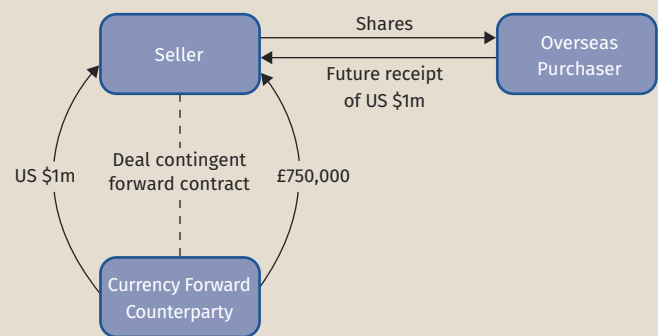 Shares
Seller
Overseas
Purchaser
Future receipt
of US $1m
US $1m
Deal contingent
forward contract
£750,000
Currency Forward
Counterparty